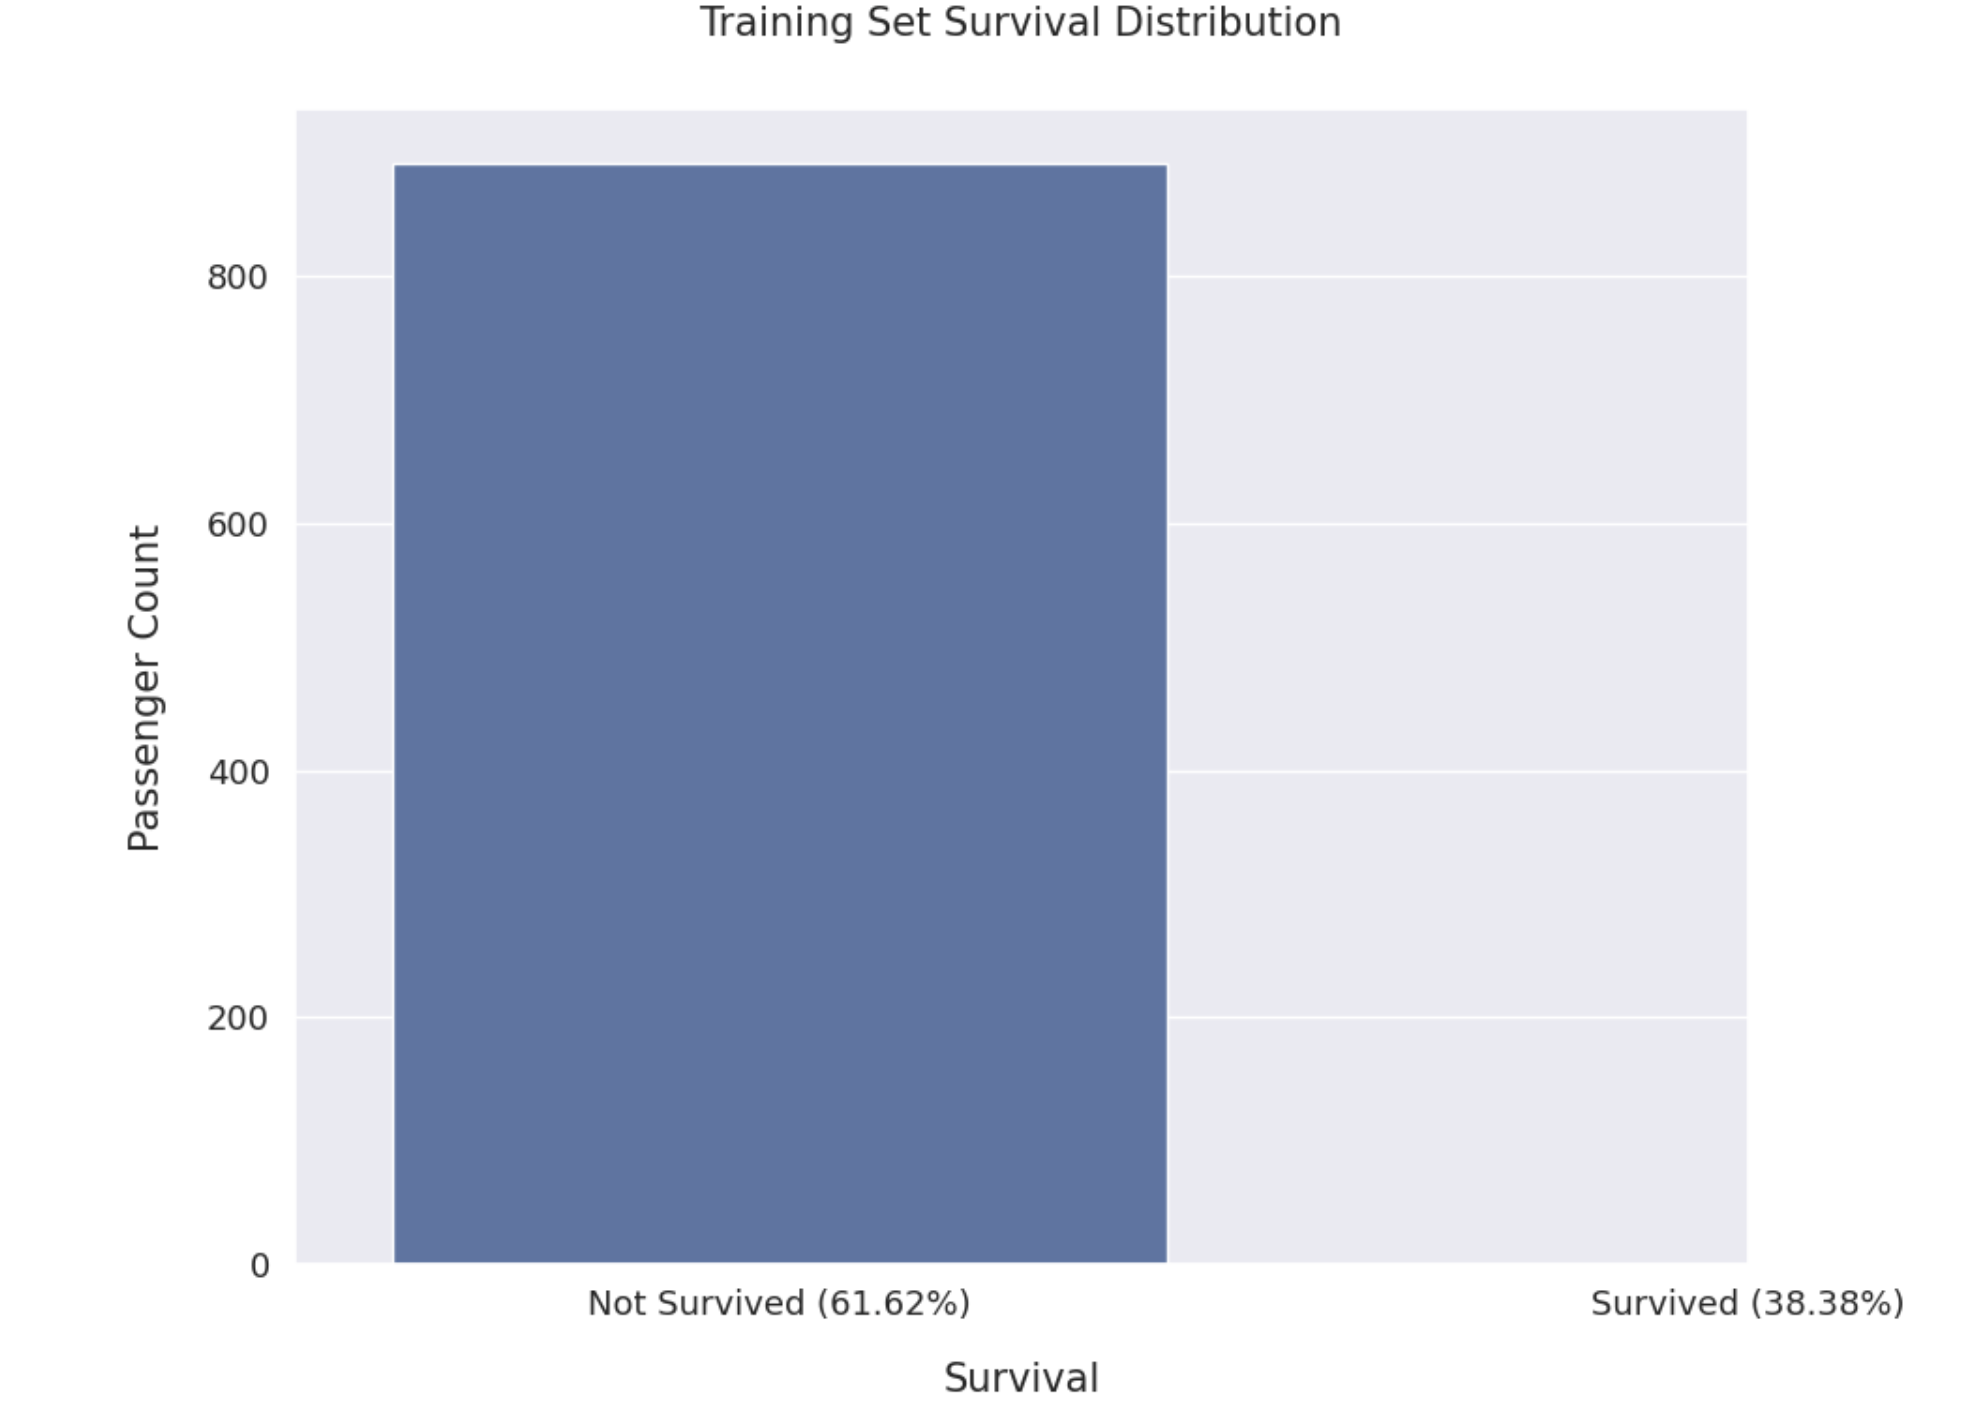 Training Set Survival Distribution
800
600
400
200
0
Passenger Count
Not Survived (61.62%)
Survived (38.38%)
Survival